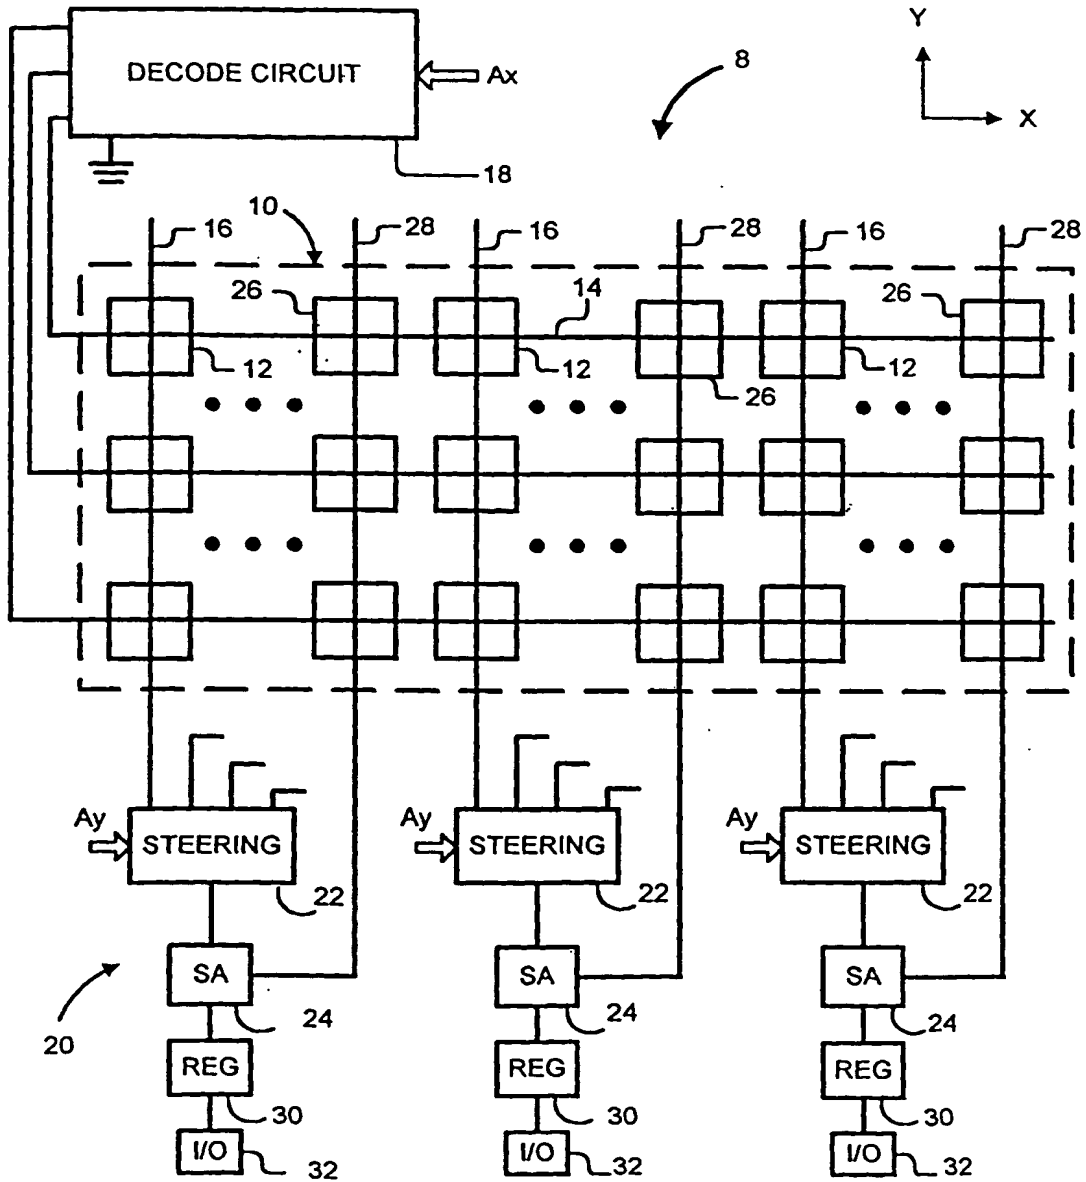 Y
DECODE CIRCUIT
Ax
8
X
18
10
16
28
16
28
16
28
26
14
26
12
12
12
26
Ay
Ay
Ay
STEERING
STEERING
STEERING
22
22
22
SA
SA
SA
24
24
24
20
REG
REG
REG
30
30
30
I/O
I/O
I/O
32
32
32